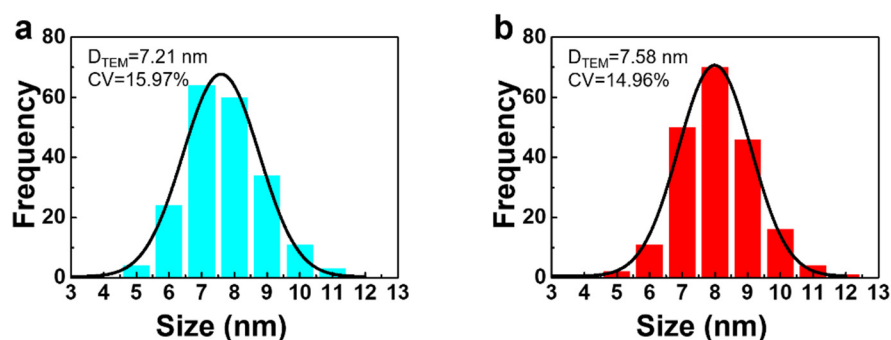 a
D_TEM=7.21 nm
CV=15.97%
Frequency
80
60
40
20
0
3 4 5 6 7 8 9 10 11 12 13
Size (nm)
b
D_TEM=7.58 nm
CV=14.96%
Frequency
80
60
40
20
0
3 4 5 6 7 8 9 10 11 12 13
Size (nm)